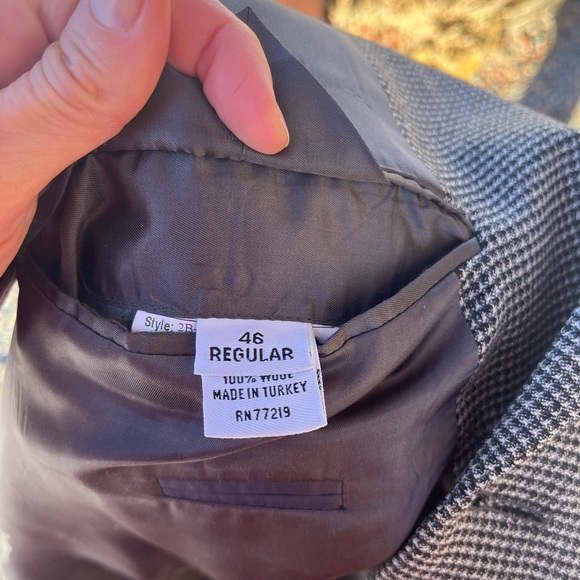 Style: 2B
46
REGULAR
100% WOOL
MADE IN TURKEY
RN77219